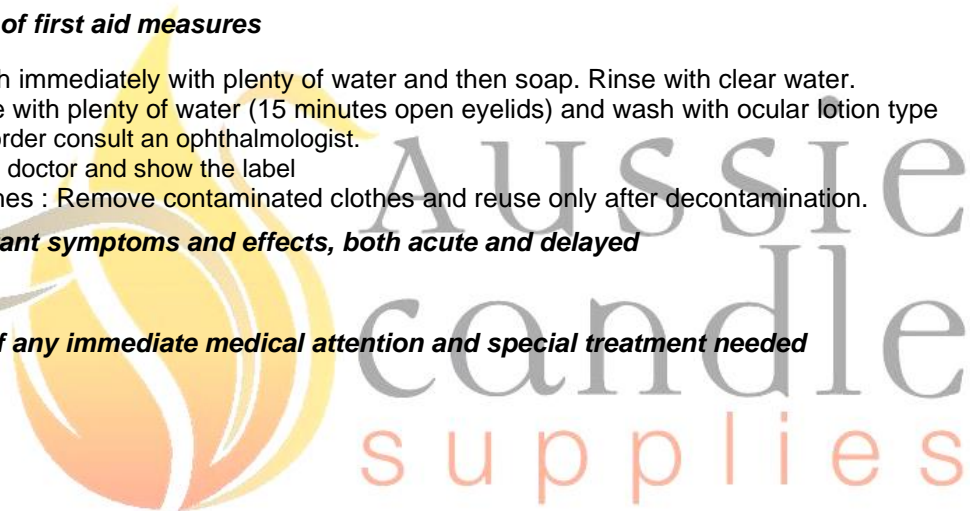 of first aid measures
h immediately with plenty of water and then soap. Rinse with clear water.
e with plenty of water (15 minutes open eyelids) and wash with ocular lotion type
order consult an ophthalmologist.
doctor and show the label
nes : Remove contaminated clothes and reuse only after decontamination.
ant symptoms and effects, both acute and delayed
f any immediate medical attention and special treatment needed
Aussie
candle
supplies